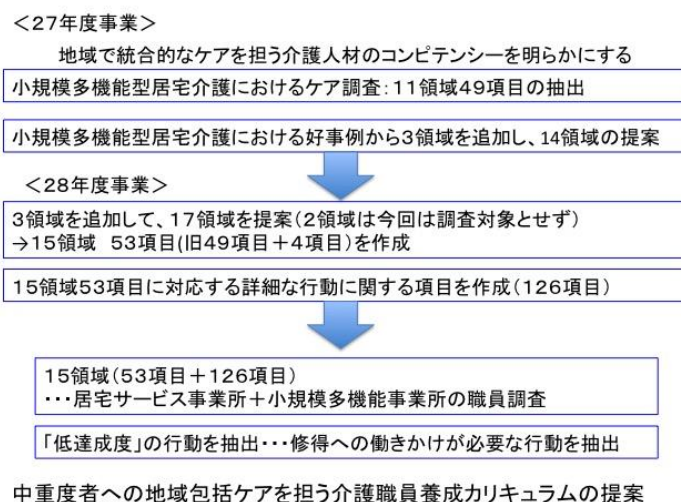 ＜２７年度事業＞
地域で統合的なケアを担う介護人材のコンピテンシーを明らかにする
小規模多機能型居宅介護におけるケア調査：１１領域４９項目の抽出
小規模多機能型居宅介護における好事例から３領域を追加し、14領域の提案
＜２８年度事業＞
３領域を追加して、１７領域を提案（２領域は今回は調査対象とせず）
→１５領域　５３項目(旧４９項目＋４項目）を作成
１５領域５３項目に対応する詳細な行動に関する項目を作成（１２６項目）
１５領域（５３項目＋１２６項目）
・・・居宅サービス事業所＋小規模多機能事業所の職員調査
「低達成度」の行動を抽出・・・修得への働きかけが必要な行動を抽出
中重度者への地域包括ケアを担う介護職員養成カリキュラムの提案